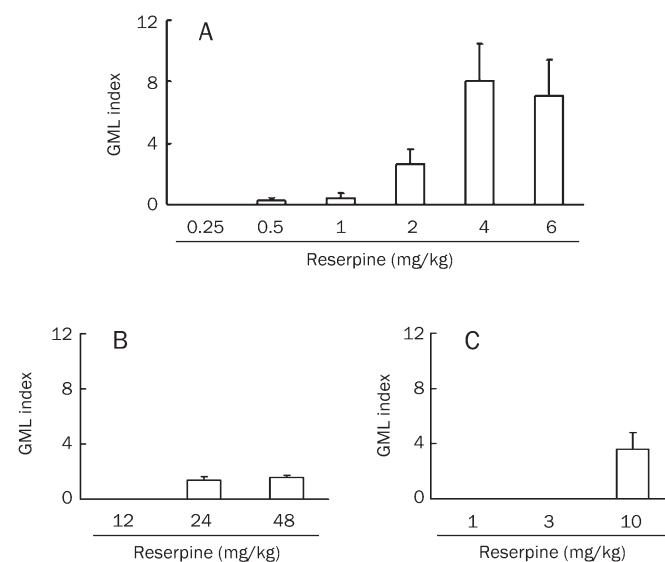 A
GML index
12
8
4
0
0.25 0.5 1 2 4 6
Reserpine (mg/kg)
B
GML index
12
8
4
0
12 24 48
Reserpine (mg/kg)
C
GML index
12
8
4
0
1 3 10
Reserpine (mg/kg)